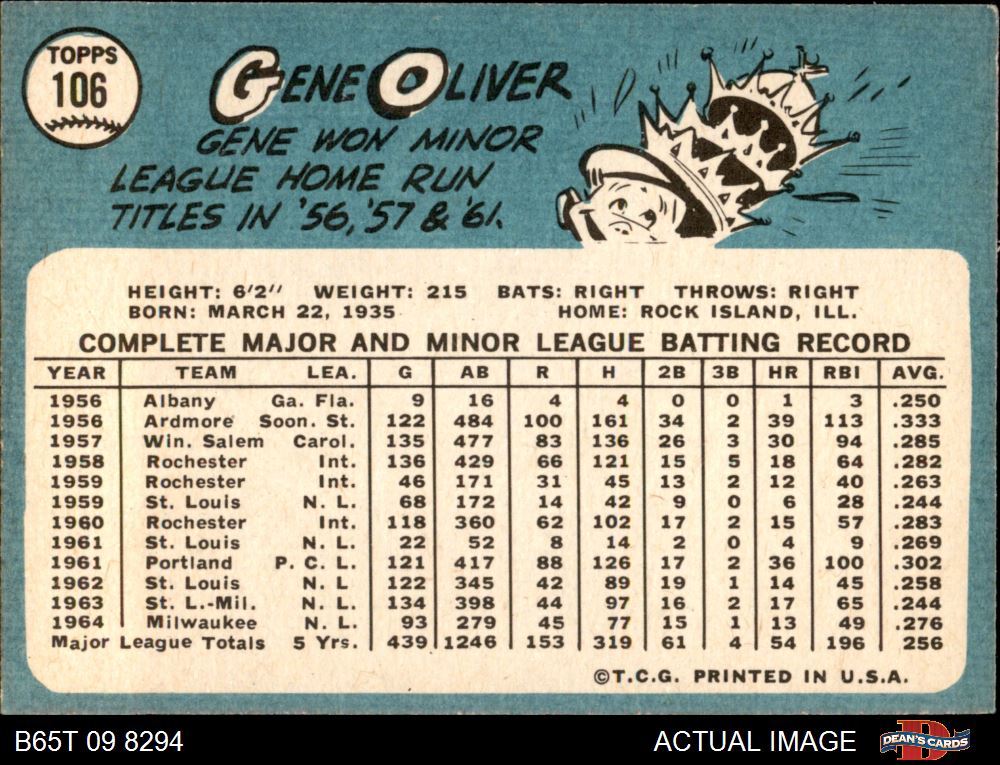 TOPPS
106
GENE OLIVER
GENE WON MINOR
LEAGUE HOME RUN
TITLES IN '56,'57 & '61.
HEIGHT: 6'2" WEIGHT: 215 BATS: RIGHT THROWS: RIGHT
BORN: MARCH 22, 1935 HOME: ROCK ISLAND, ILL.
COMPLETE MAJOR AND MINOR LEAGUE BATTING RECORD
YEAR TEAM LEA. G AB R H 2B 3B HR RBI AVG.
1956 Albany Ga. Fla. 9 16 4 4 0 0 1 3 .250
1956 Ardmore Soon. St. 122 484 100 161 34 2 39 113 .333
1957 Win. Salem Carol. 135 477 83 136 26 3 30 94 .285
1958 Rochester Int. 136 429 66 121 15 5 18 64 .282
1959 Rochester Int. 46 171 31 45 13 2 12 40 .263
1959 St. Louis N. L. 68 172 14 42 9 0 6 28 .244
1960 Rochester Int. 118 360 62 102 17 2 15 57 .283
1961 St. Louis N. L. 22 52 8 14 2 0 4 9 .269
1961 Portland P. C. L. 121 417 88 126 17 2 36 100 .302
1962 St. Louis N. L 122 345 42 89 19 1 14 45 .258
1963 St. L.-Mil. N. L. 134 398 44 97 16 2 17 65 .244
1964 Milwaukee N. L. 93 279 45 77 15 1 13 49 .276
Major League Totals 5 Yrs. 439 1246 153 319 61 4 54 196 .256
©T.C.G. PRINTED IN U.S.A.
B65T 09 8294 ACTUAL IMAGE DEAN'S CARDS